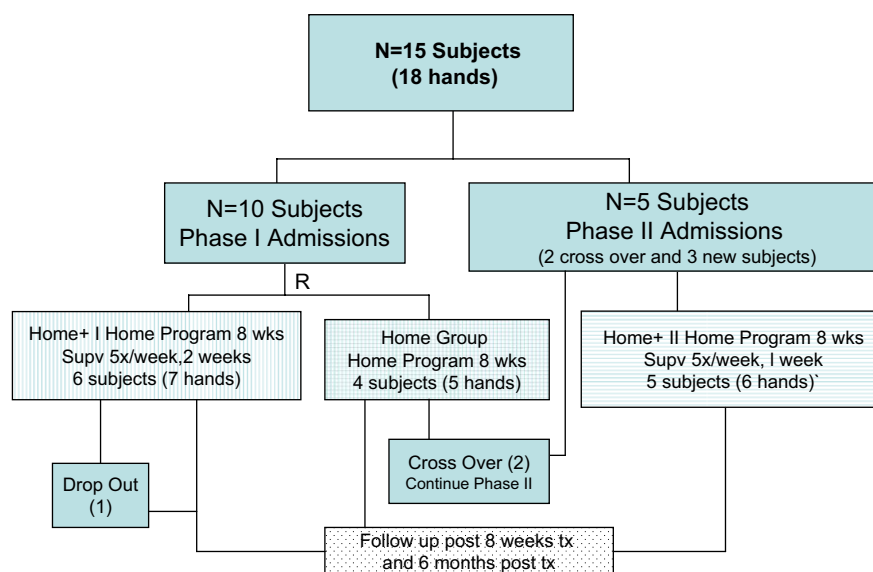 N=15 Subjects
(18 hands)
N=10 Subjects
Phase I Admissions
N=5 Subjects
Phase II Admissions
(2 cross over and 3 new subjects)
R
Home+ I Home Program 8 wks
Supv 5x/week,2 weeks
6 subjects (7 hands)
Home Group
Home Program 8 wks
4 subjects (5 hands)
Home+ II Home Program 8 wks
Supv 5x/week, I week
5 subjects (6 hands)`
Drop Out
(1)
Cross Over (2)
Continue Phase II
Follow up post 8 weeks tx
and 6 months post tx